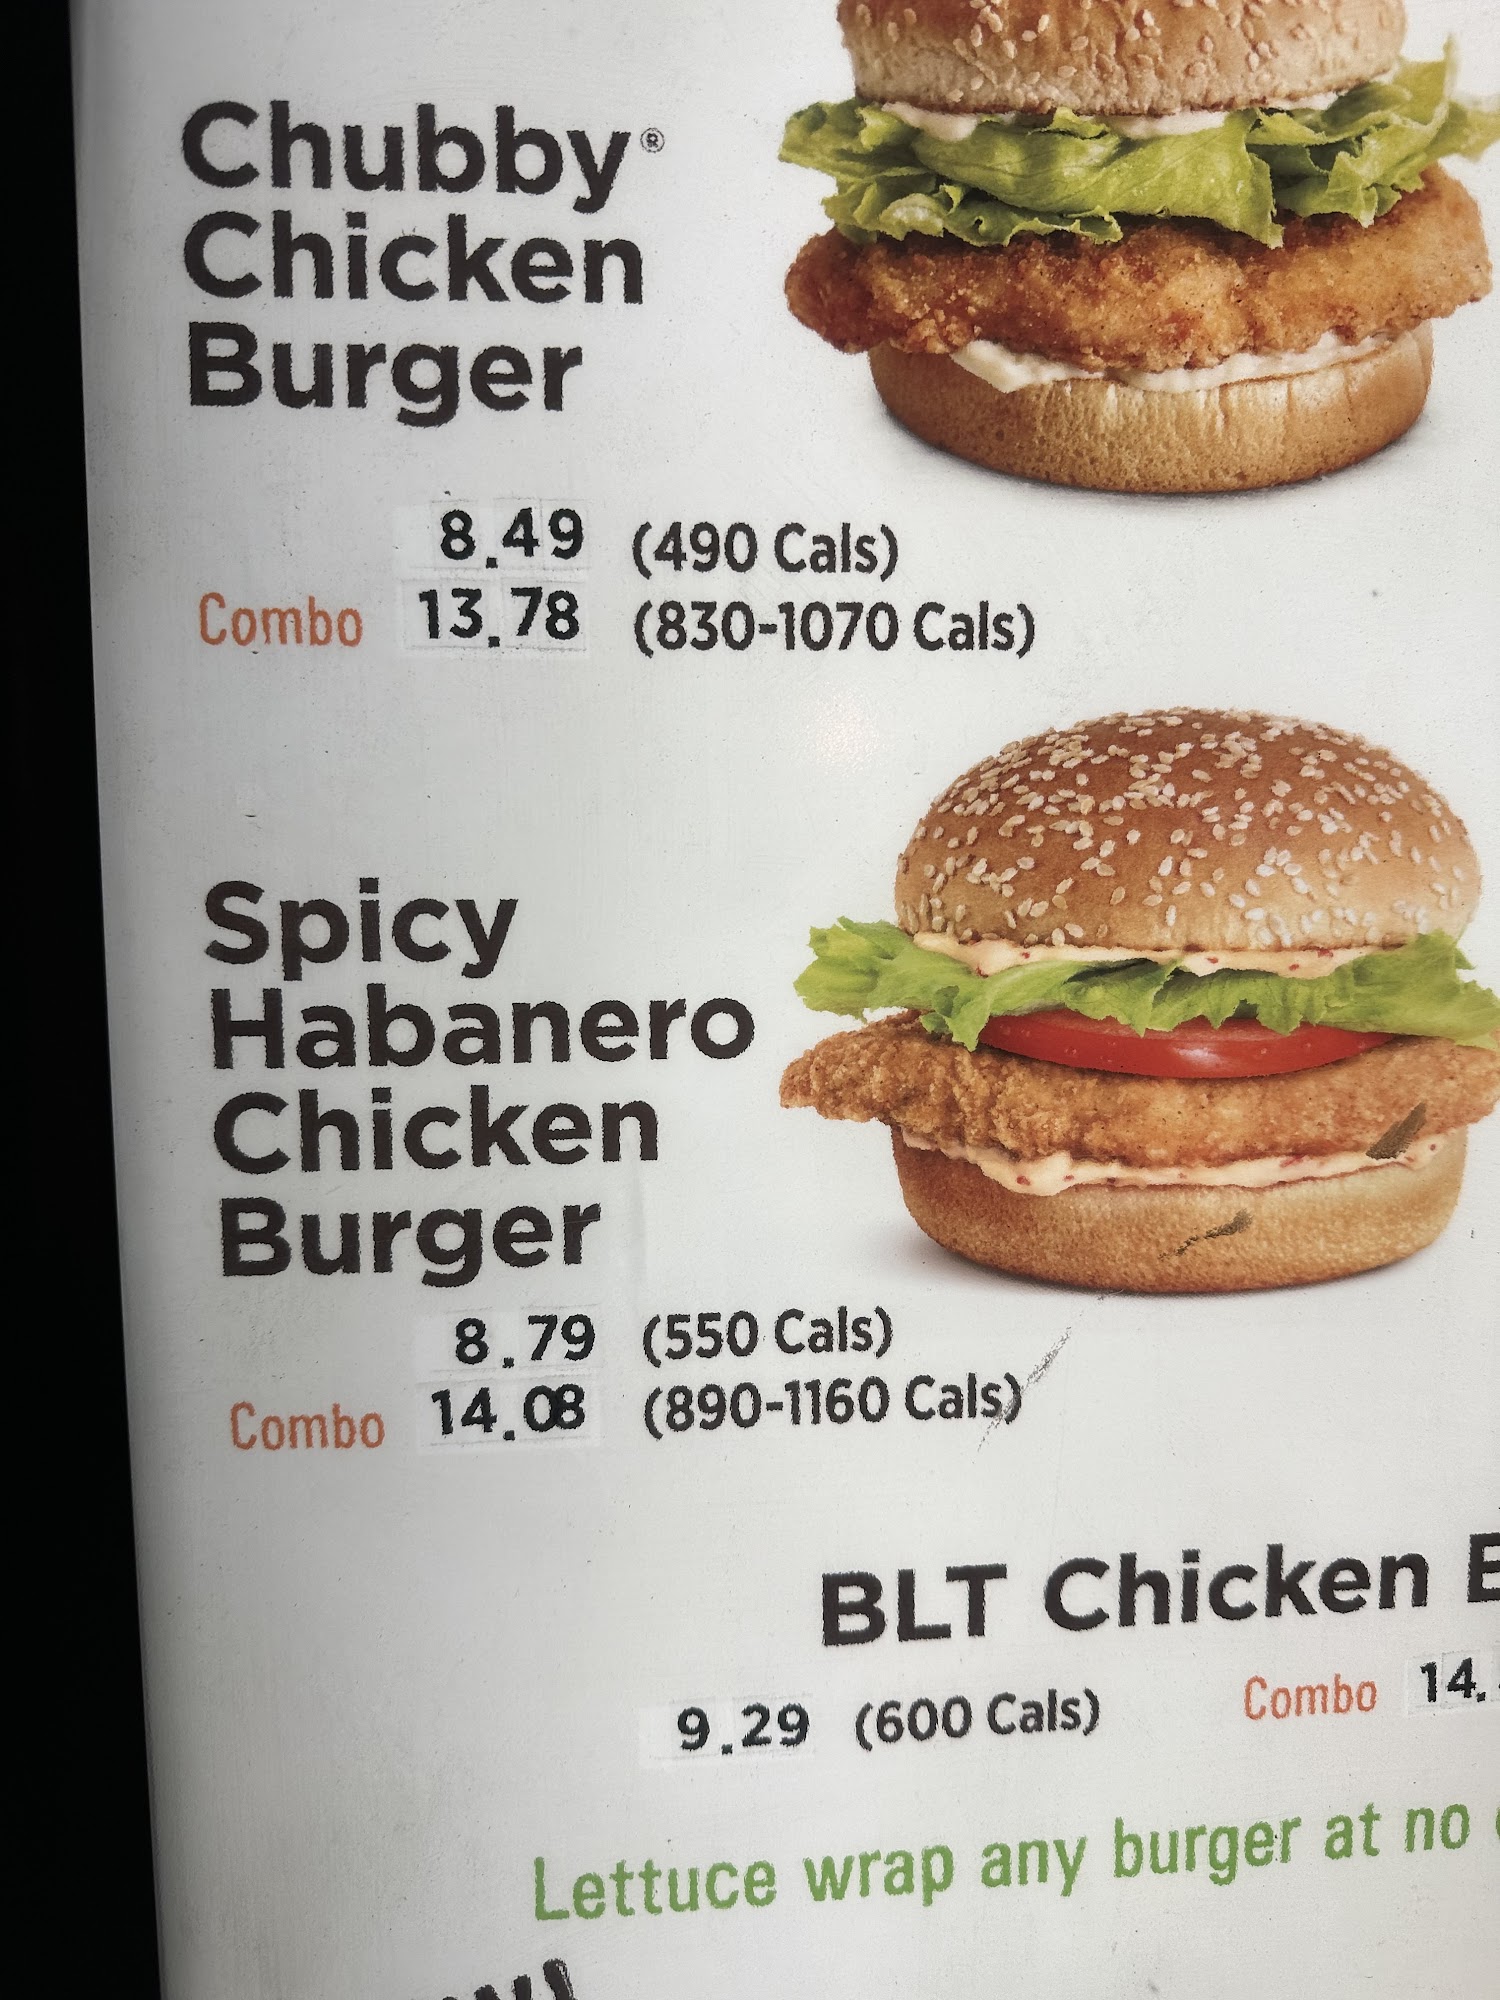 Chubby®
Chicken
Burger
8.49 (490 Cals)
Combo 13.78 (830-1070 Cals)
Spicy
Habanero
Chicken
Burger
8.79 (550 Cals)
Combo 14.08 (890-1160 Cals)
BLT Chicken
9.29 (600 Cals) Combo 14.
Lettuce wrap any burger at no